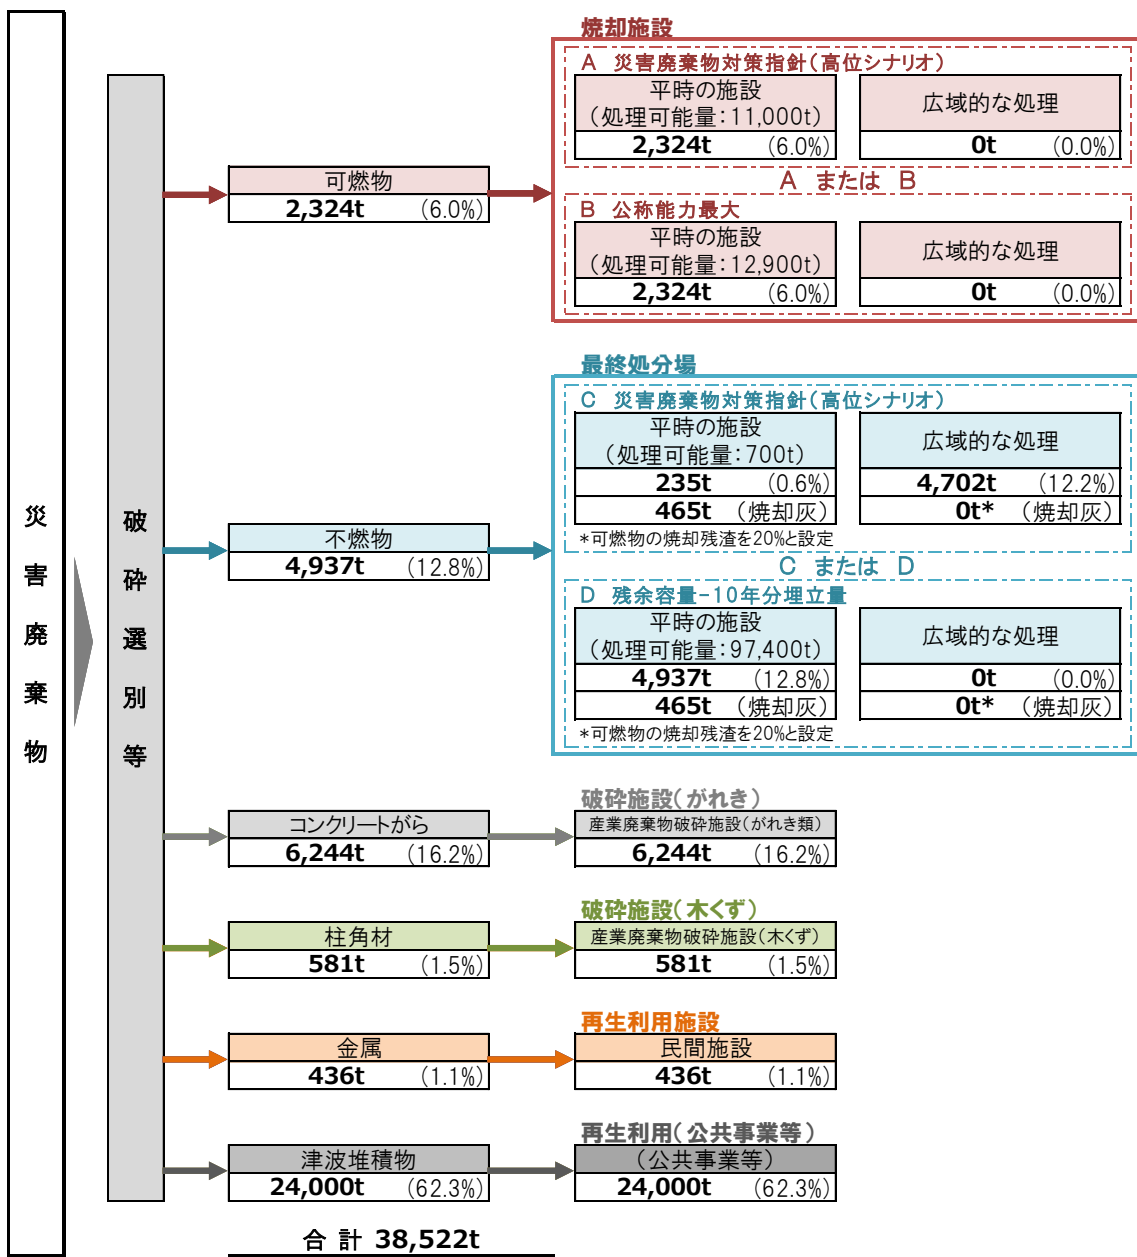 災害廃棄物
破砕選別等
焼却施設
A 災害廃棄物対策指針(高位シナリオ)
平時の施設
(処理可能量:11,000t)
2,324t (6.0%)
広域的な処理
0t (0.0%)
A または B
B 公称能力最大
平時の施設
(処理可能量:12,900t)
2,324t (6.0%)
広域的な処理
0t (0.0%)
可燃物
2,324t (6.0%)
最終処分場
C 災害廃棄物対策指針(高位シナリオ)
平時の施設
(処理可能量:700t)
235t (0.6%)
465t (焼却灰)
広域的な処理
4,702t (12.2%)
0t* (焼却灰)
*可燃物の焼却残渣を20%と設定
C または D
D 残余容量-10年分埋立量
平時の施設
(処理可能量:97,400t)
4,937t (12.8%)
465t (焼却灰)
広域的な処理
0t (0.0%)
0t* (焼却灰)
*可燃物の焼却残渣を20%と設定
不燃物
4,937t (12.8%)
破砕施設(がれき)
コンクリートがら
6,244t (16.2%)
産業廃棄物破砕施設(がれき類)
6,244t (16.2%)
破砕施設(木くず)
柱角材
581t (1.5%)
産業廃棄物破砕施設(木くず)
581t (1.5%)
再生利用施設
金属
436t (1.1%)
民間施設
436t (1.1%)
再生利用(公共事業等)
津波堆積物
24,000t (62.3%)
(公共事業等)
24,000t (62.3%)
合計 38,522t